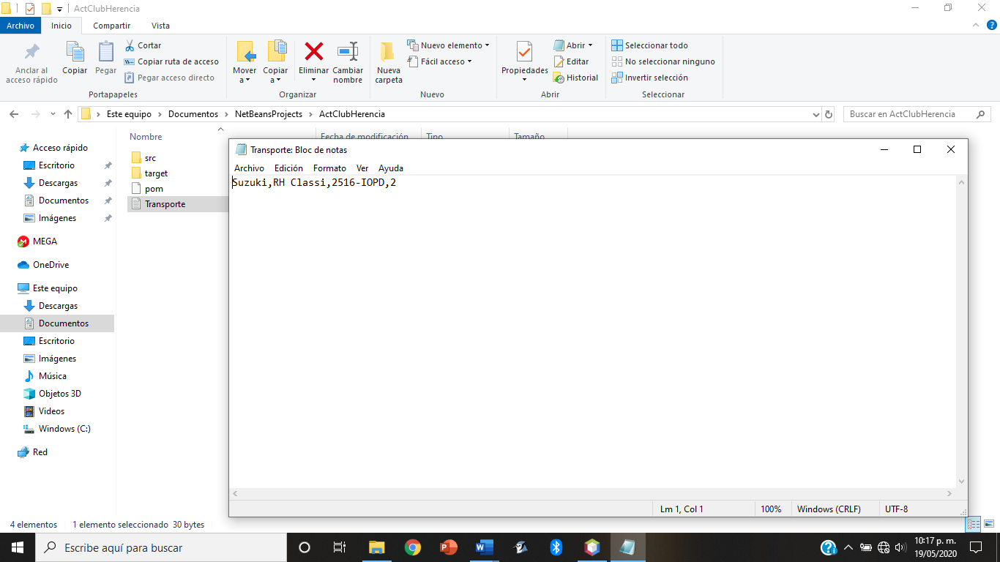 ActClubHerencia
Archivo Inicio Compartir Vista
Anclar al acceso rápido
Copiar
Pegar
Cortar
Copiar ruta de acceso
Pegar acceso directo
Portapapeles
Mover a
Copiar a
Eliminar
Cambiar nombre
Organizar
Nueva carpeta
Nuevo elemento
Fácil acceso
Nuevo
Propiedades
Abrir
Editar
Historial
Abrir
Seleccionar todo
No seleccionar ninguno
Invertir selección
Seleccionar
Este equipo > Documentos > NetBeansProjects > ActClubHerencia
Buscar en ActClubHerencia
Acceso rápido
Escritorio
Descargas
Documentos
Imágenes
MEGA
OneDrive
Este equipo
Descargas
Documentos
Escritorio
Imágenes
Música
Objetos 3D
Videos
Windows (C:)
Red
Nombre Fecha de modificación Tipo Tamaño
src
target
pom
Transporte
Transporte: Bloc de notas
Archivo Edición Formato Ver Ayuda
Suzuki,RH Classi,2516-IOPD,2
Lm 1, Col 1 100% Windows (CRLF) UTF-8
4 elementos 1 elemento seleccionado 30 bytes
Escribe aquí para buscar
10:17 p. m.
19/05/2020